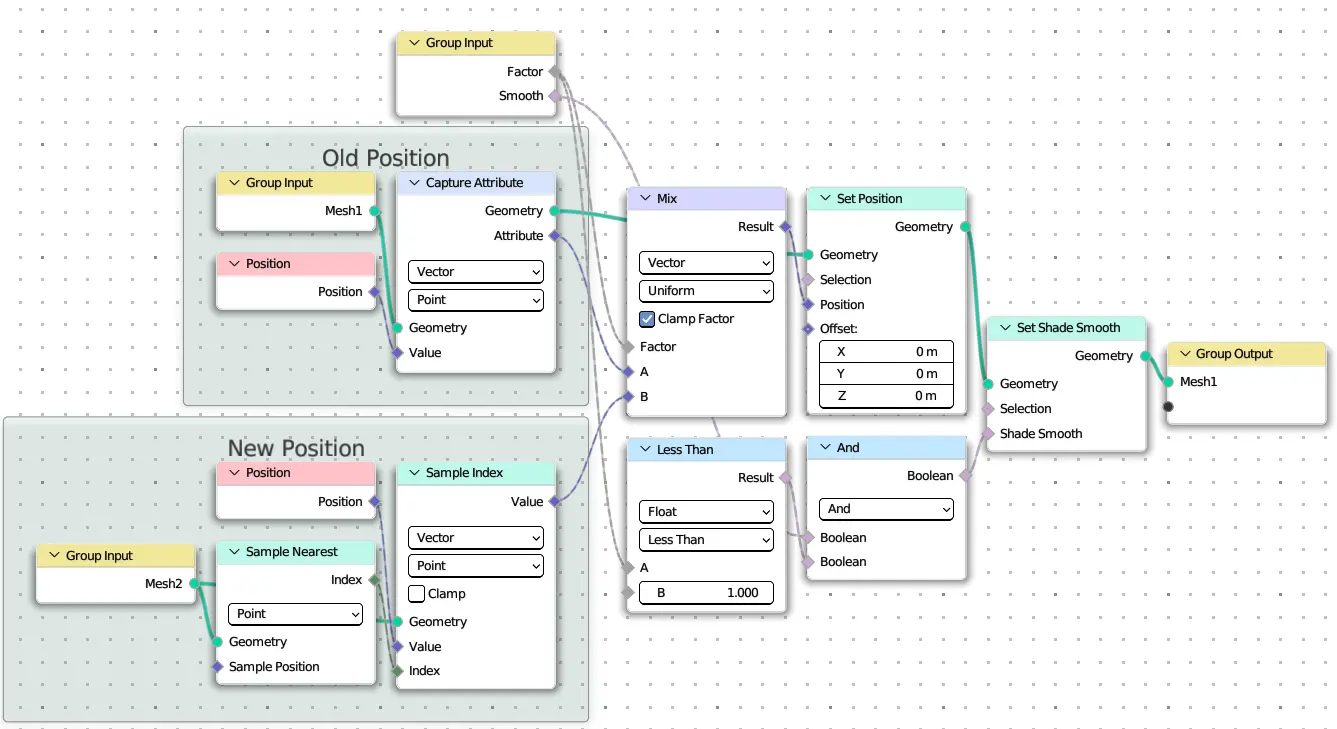 Group Input
Factor
Smooth
Old Position
Group Input
Mesh1
Position
Position
Capture Attribute
Geometry
Attribute
Vector
Point
Geometry
Value
New Position
Position
Position
Group Input
Mesh2
Sample Nearest
Index
Point
Geometry
Sample Position
Sample Index
Value
Vector
Point
Clamp
Geometry
Value
Index
Mix
Result
Vector
Uniform
Clamp Factor
Factor
A
B
Less Than
Result
Float
Less Than
A
B 1.000
Set Position
Geometry
Geometry
Selection
Position
Offset:
X 0 m
Y 0 m
Z 0 m
And
Boolean
And
Boolean
Boolean
Set Shade Smooth
Geometry
Geometry
Selection
Shade Smooth
Group Output
Mesh1